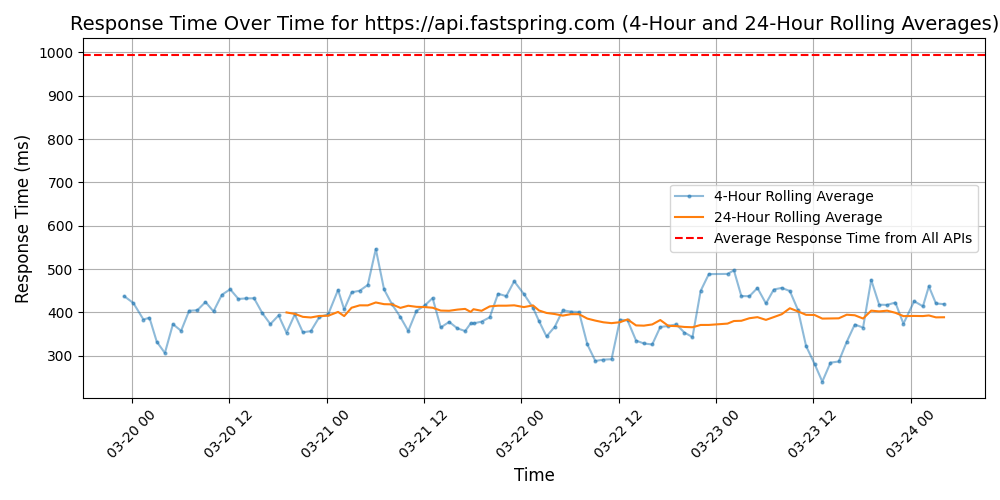 Response Time Over Time for https://api.fastspring.com (4-Hour and 24-Hour Rolling Averages)
Response Time (ms)
1000
900
800
700
600
500
400
300
4-Hour Rolling Average
24-Hour Rolling Average
Average Response Time from All APIs
03-20 00
03-20 12
03-21 00
03-21 12
03-22 00
03-22 12
03-23 00
03-23 12
03-24 00
Time